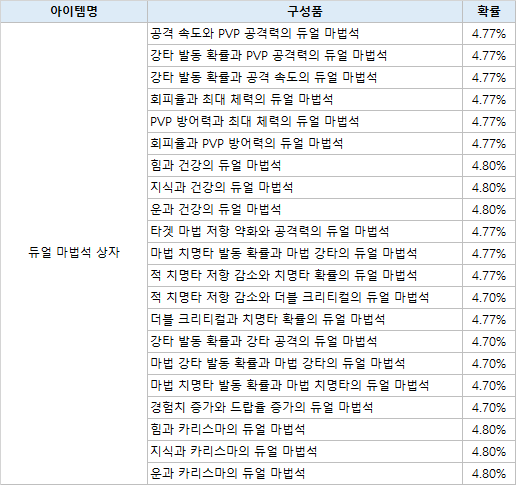 아이템명 구성품 확률
공격 속도와 PVP 공격력의 듀얼 마법석 4.77%
강타 발동 확률과 PVP 공격력의 듀얼 마법석 4.77%
강타 발동 확률과 공격 속도의 듀얼 마법석 4.77%
회피율과 최대 체력의 듀얼 마법석 4.77%
PVP 방어력과 최대 체력의 듀얼 마법석 4.77%
회피율과 PVP 방어력의 듀얼 마법석 4.77%
힘과 건강의 듀얼 마법석 4.80%
지식과 건강의 듀얼 마법석 4.80%
운과 건강의 듀얼 마법석 4.80%
타겟 마법 저항 약화와 공격력의 듀얼 마법석 4.77%
듀얼 마법석 상자 마법 치명타 발동 확률과 마법 강타의 듀얼 마법석 4.77%
적 치명타 저항 감소와 치명타 확률의 듀얼 마법석 4.77%
적 치명타 저항 감소와 더블 크리티컬의 듀얼 마법석 4.70%
더블 크리티컬과 치명타 확률의 듀얼 마법석 4.77%
강타 발동 확률과 강타 공격의 듀얼 마법석 4.70%
마법 강타 발동 확률과 마법 강타의 듀얼 마법석 4.70%
마법 치명타 발동 확률과 마법 치명타의 듀얼 마법석 4.70%
경험치 증가와 드랍율 증가의 듀얼 마법석 4.70%
힘과 카리스마의 듀얼 마법석 4.80%
지식과 카리스마의 듀얼 마법석 4.80%
운과 카리스마의 듀얼 마법석 4.80%